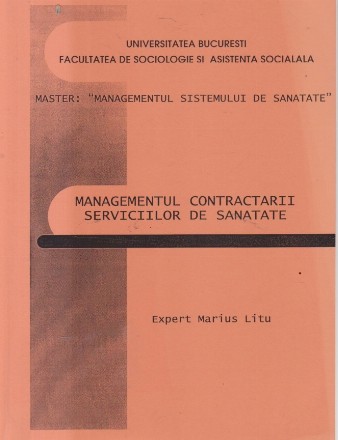 UNIVERSITATEA BUCURESTI
FACULTATEA DE SOCIOLOGIE SI ASISTENTA SOCIALALA
MASTER: "MANAGEMENTUL SISTEMULUI DE SANATATE"
MANAGEMENTUL CONTRACTARII
SERVICIILOR DE SANATATE
Expert Marius Litu